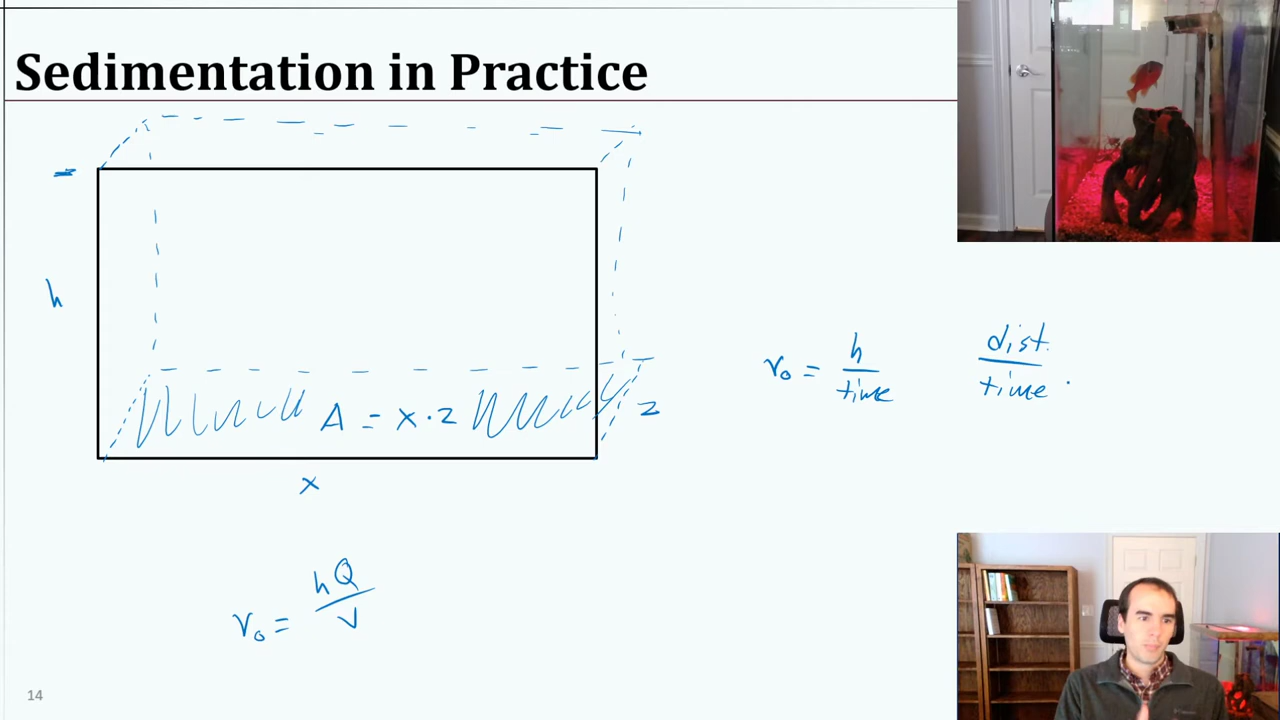 Sedimentation in Practice
h
A = x · z
z
x
v₀ = h / time
dist. / time
v₀ = hQ / V
14